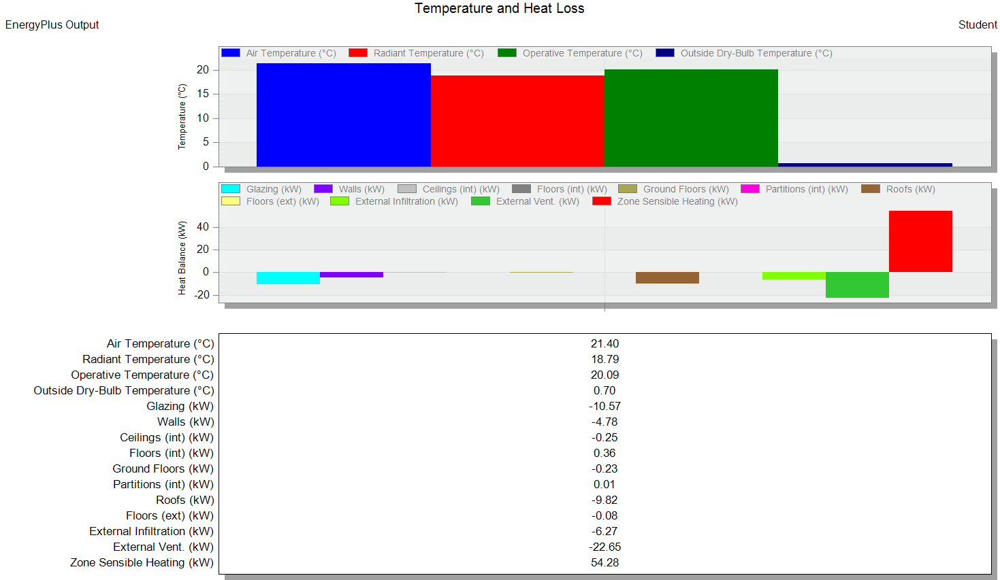 Temperature and Heat Loss
EnergyPlus Output
Student
Air Temperature (°C) Radiant Temperature (°C) Operative Temperature (°C) Outside Dry-Bulb Temperature (°C)
Temperature (°C)
20
15
10
5
0
Glazing (kW) Walls (kW) Ceilings (int) (kW) Floors (int) (kW) Ground Floors (kW) Partitions (int) (kW) Roofs (kW)
Floors (ext) (kW) External Infiltration (kW) External Vent. (kW) Zone Sensible Heating (kW)
Heat Balance (kW)
40
20
0
-20
Air Temperature (°C) 21.40
Radiant Temperature (°C) 18.79
Operative Temperature (°C) 20.09
Outside Dry-Bulb Temperature (°C) 0.70
Glazing (kW) -10.57
Walls (kW) -4.78
Ceilings (int) (kW) -0.25
Floors (int) (kW) 0.36
Ground Floors (kW) -0.23
Partitions (int) (kW) 0.01
Roofs (kW) -9.82
Floors (ext) (kW) -0.08
External Infiltration (kW) -6.27
External Vent. (kW) -22.65
Zone Sensible Heating (kW) 54.28